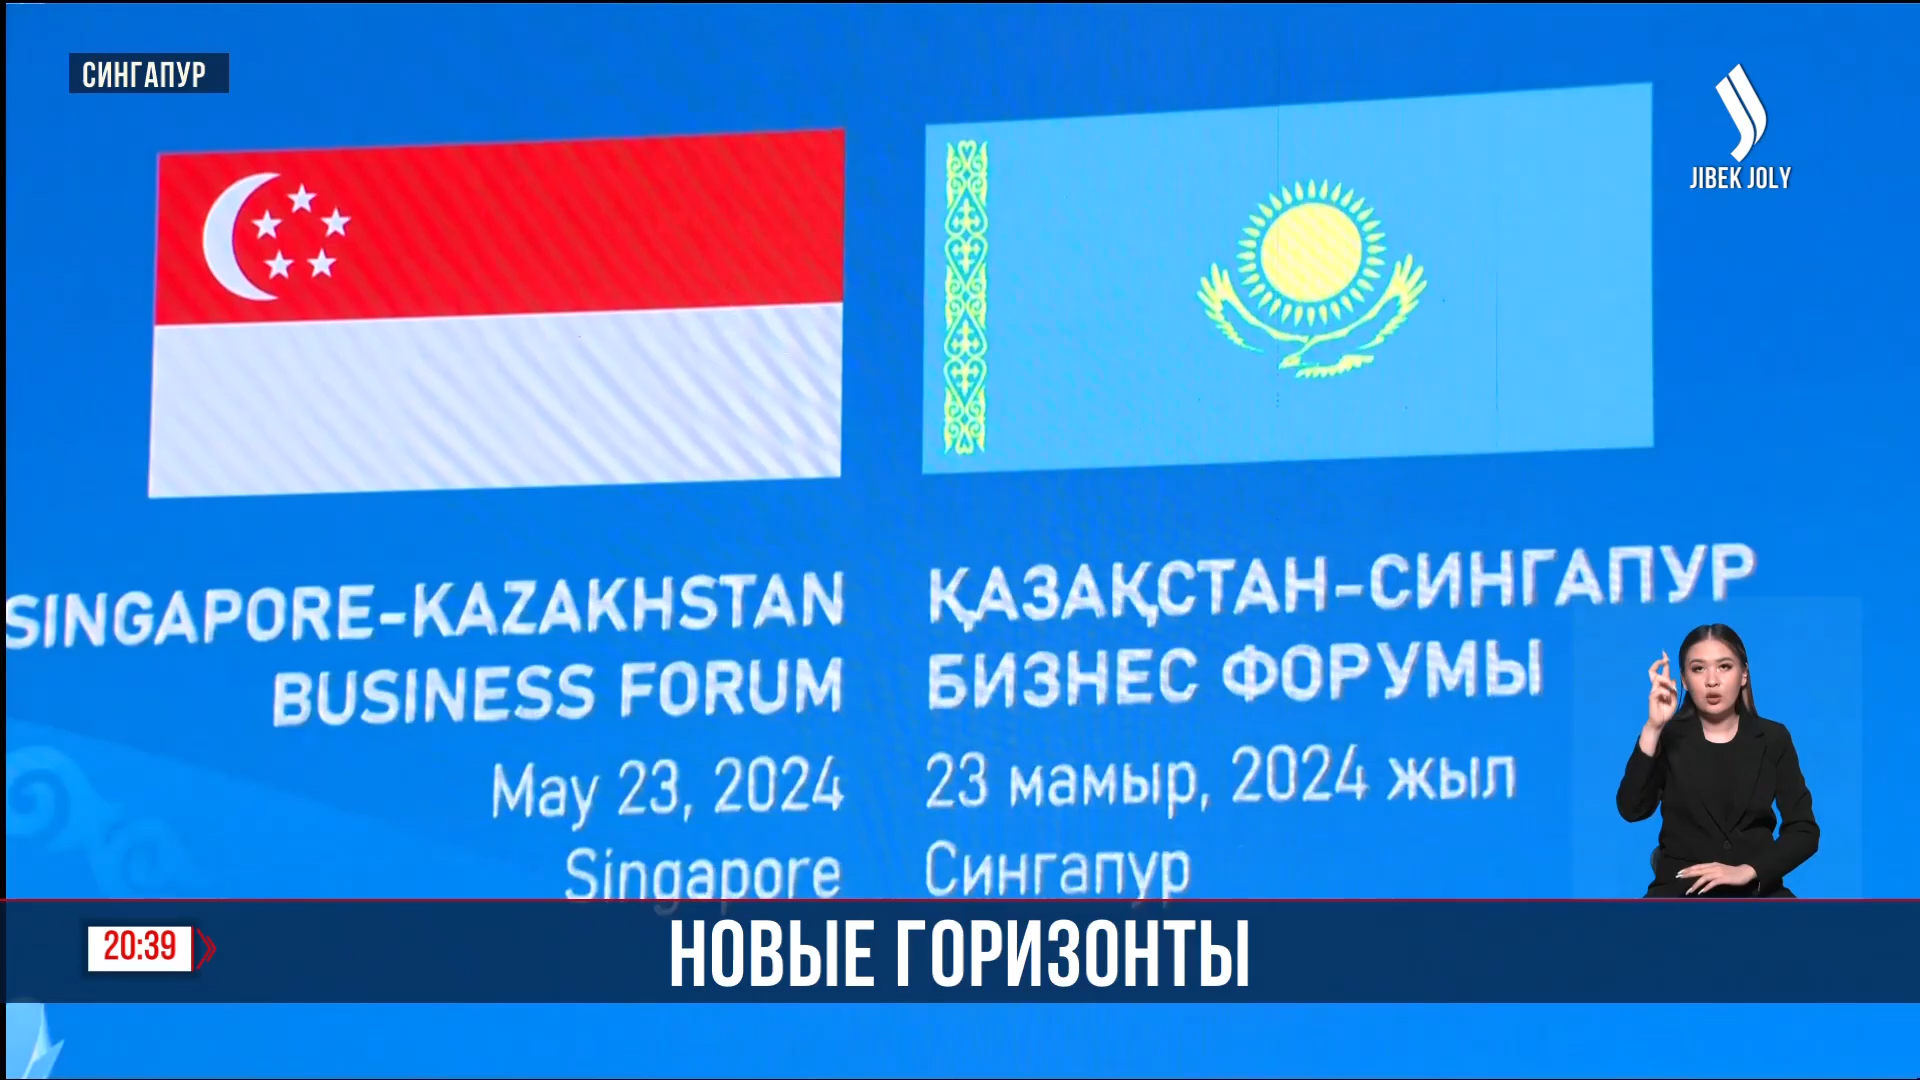 СИНГАПУР
JIBEK JOLY
SINGAPORE-KAZAKHSTAN
BUSINESS FORUM
May 23, 2024
Singapore
ҚАЗАҚСТАН-СИНГАПУР
БИЗНЕС ФОРУМЫ
23 мамыр, 2024 жыл
Сингапур
20:39
НОВЫЕ ГОРИЗОНТЫ